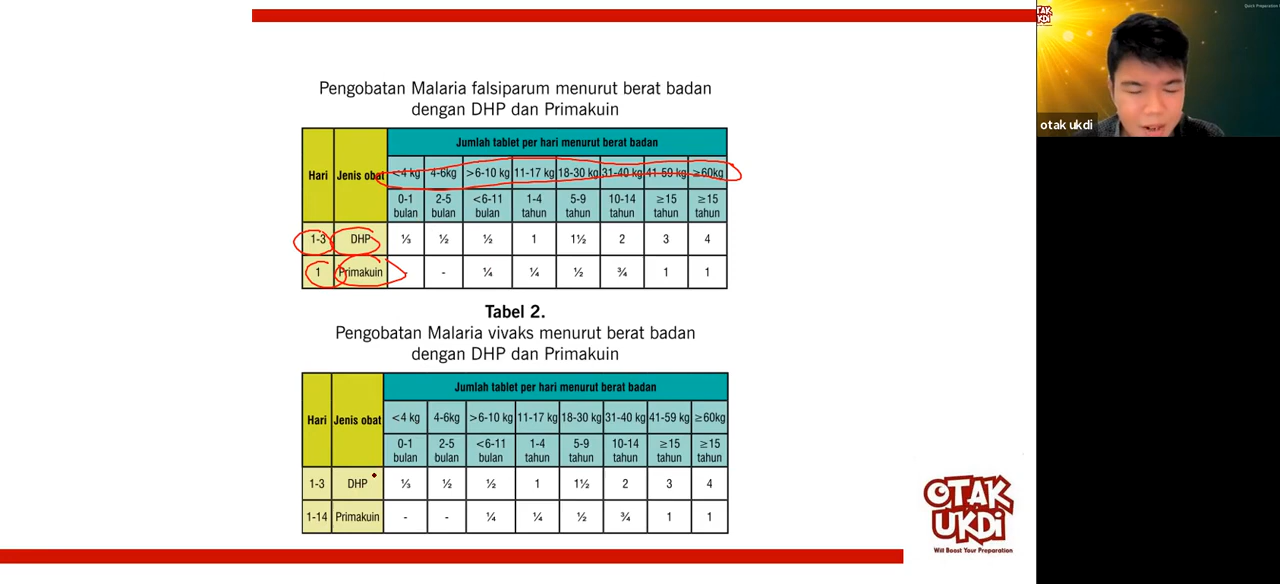 Pengobatan Malaria falsiparum menurut berat badan
dengan DHP dan Primakuin
Hari Jenis obat Jumlah tablet per hari menurut berat badan
<4 kg 4-6kg >6-10 kg 11-17 kg 18-30 kg 31-40 kg 41-59 kg ≥60kg
0-1 bulan 2-5 bulan <6-11 bulan 1-4 tahun 5-9 tahun 10-14 tahun ≥15 tahun ≥15 tahun
1-3 DHP ⅓ ½ ½ 1 1½ 2 3 4
1 Primakuin - - ¼ ¼ ½ ¾ 1 1
Tabel 2.
Pengobatan Malaria vivaks menurut berat badan
dengan DHP dan Primakuin
Hari Jenis obat Jumlah tablet per hari menurut berat badan
<4 kg 4-6kg >6-10 kg 11-17 kg 18-30 kg 31-40 kg 41-59 kg ≥60kg
0-1 bulan 2-5 bulan <6-11 bulan 1-4 tahun 5-9 tahun 10-14 tahun ≥15 tahun ≥15 tahun
1-3 DHP ⅓ ½ ½ 1 1½ 2 3 4
1-14 Primakuin - - ¼ ¼ ½ ¾ 1 1
OTAK
UKDI
Will Boost Your Preparation
OTAK
UKDI
Quick Preparation
otak ukdi